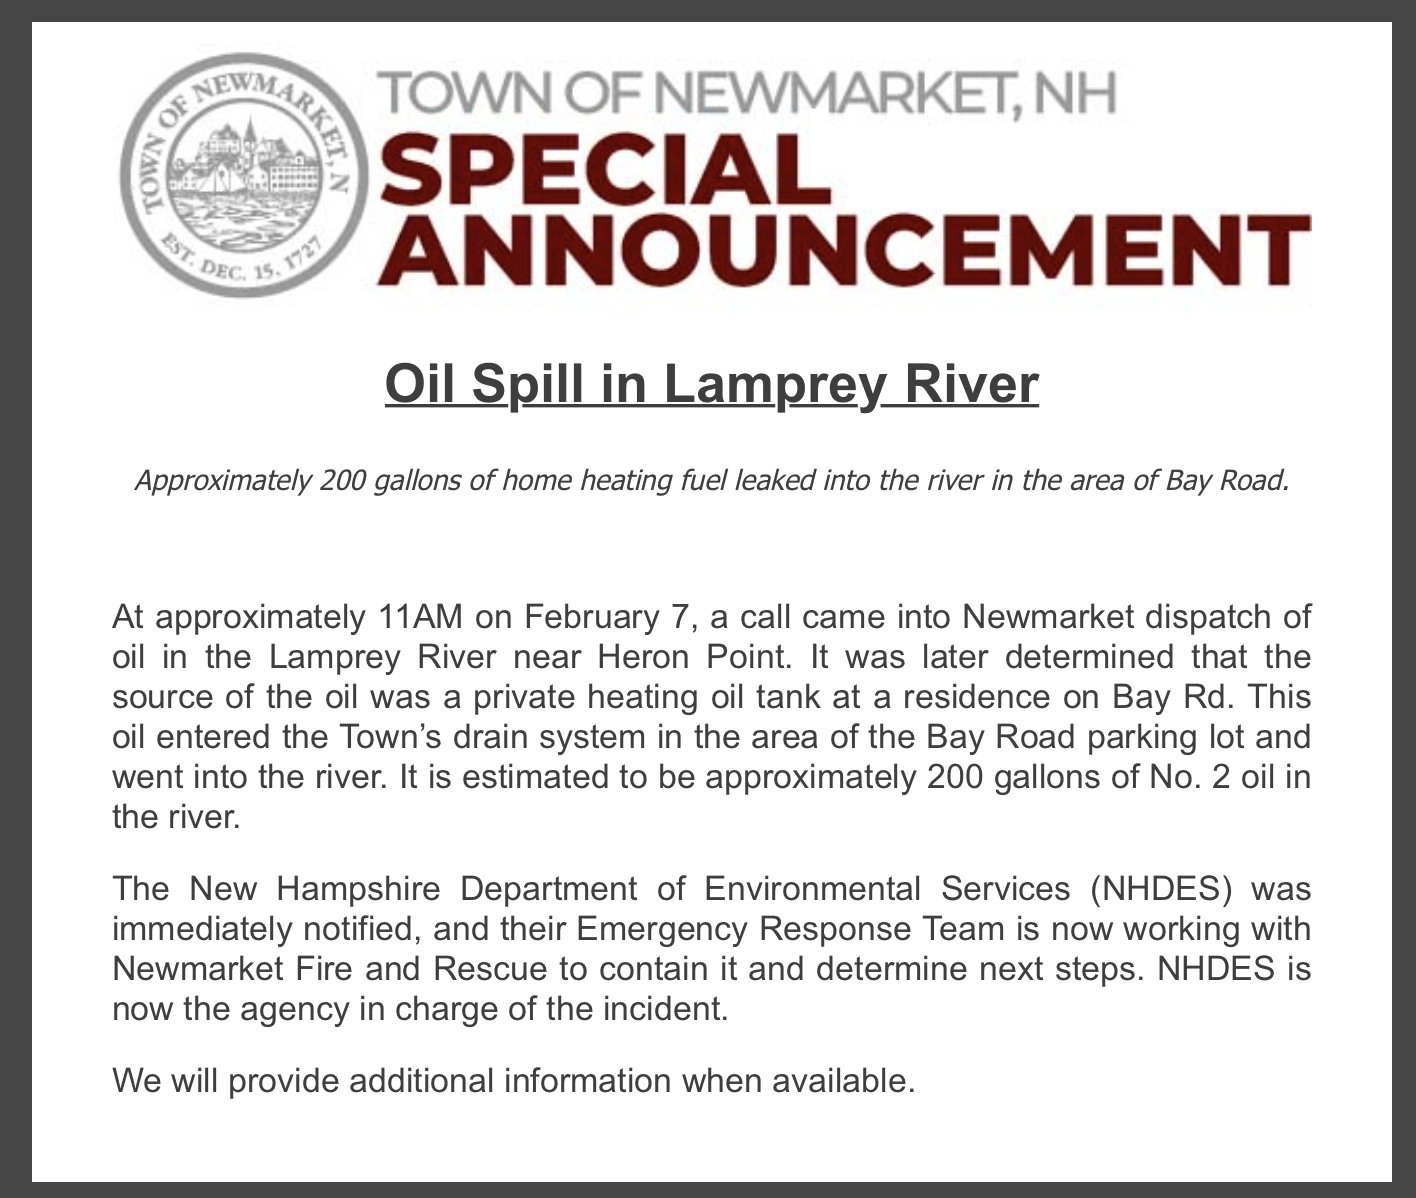 TOWN OF NEWMARKET, N
EST. DEC. 15, 1727
TOWN OF NEWMARKET, NH
SPECIAL
ANNOUNCEMENT
Oil Spill in Lamprey River
Approximately 200 gallons of home heating fuel leaked into the river in the area of Bay Road.
At approximately 11AM on February 7, a call came into Newmarket dispatch of
oil in the Lamprey River near Heron Point. It was later determined that the
source of the oil was a private heating oil tank at a residence on Bay Rd. This
oil entered the Town’s drain system in the area of the Bay Road parking lot and
went into the river. It is estimated to be approximately 200 gallons of No. 2 oil in
the river.
The New Hampshire Department of Environmental Services (NHDES) was
immediately notified, and their Emergency Response Team is now working with
Newmarket Fire and Rescue to contain it and determine next steps. NHDES is
now the agency in charge of the incident.
We will provide additional information when available.